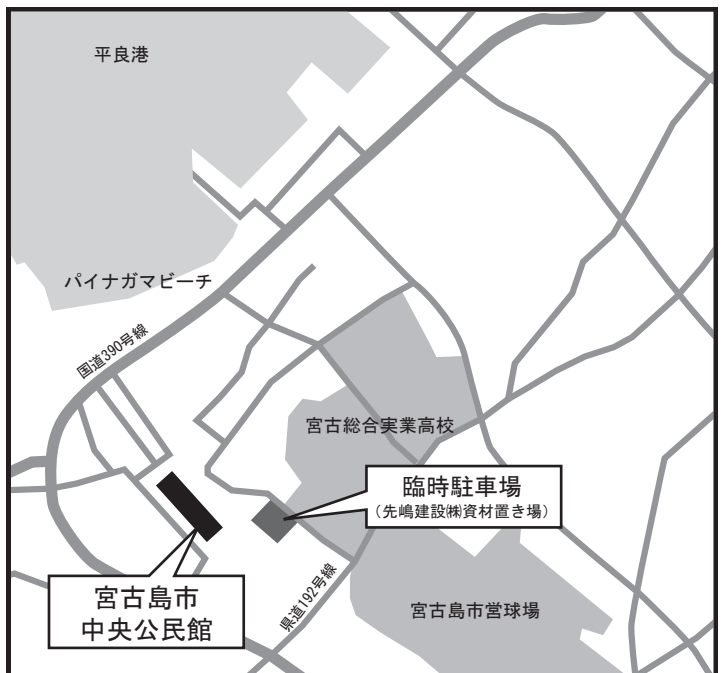 平良港
パイナガマビーチ
国道390号線
宮古総合実業高校
臨時駐車場
（先嶋建設㈱資材置き場）
県道192号線
宮古島市
中央公民館
宮古島市営球場